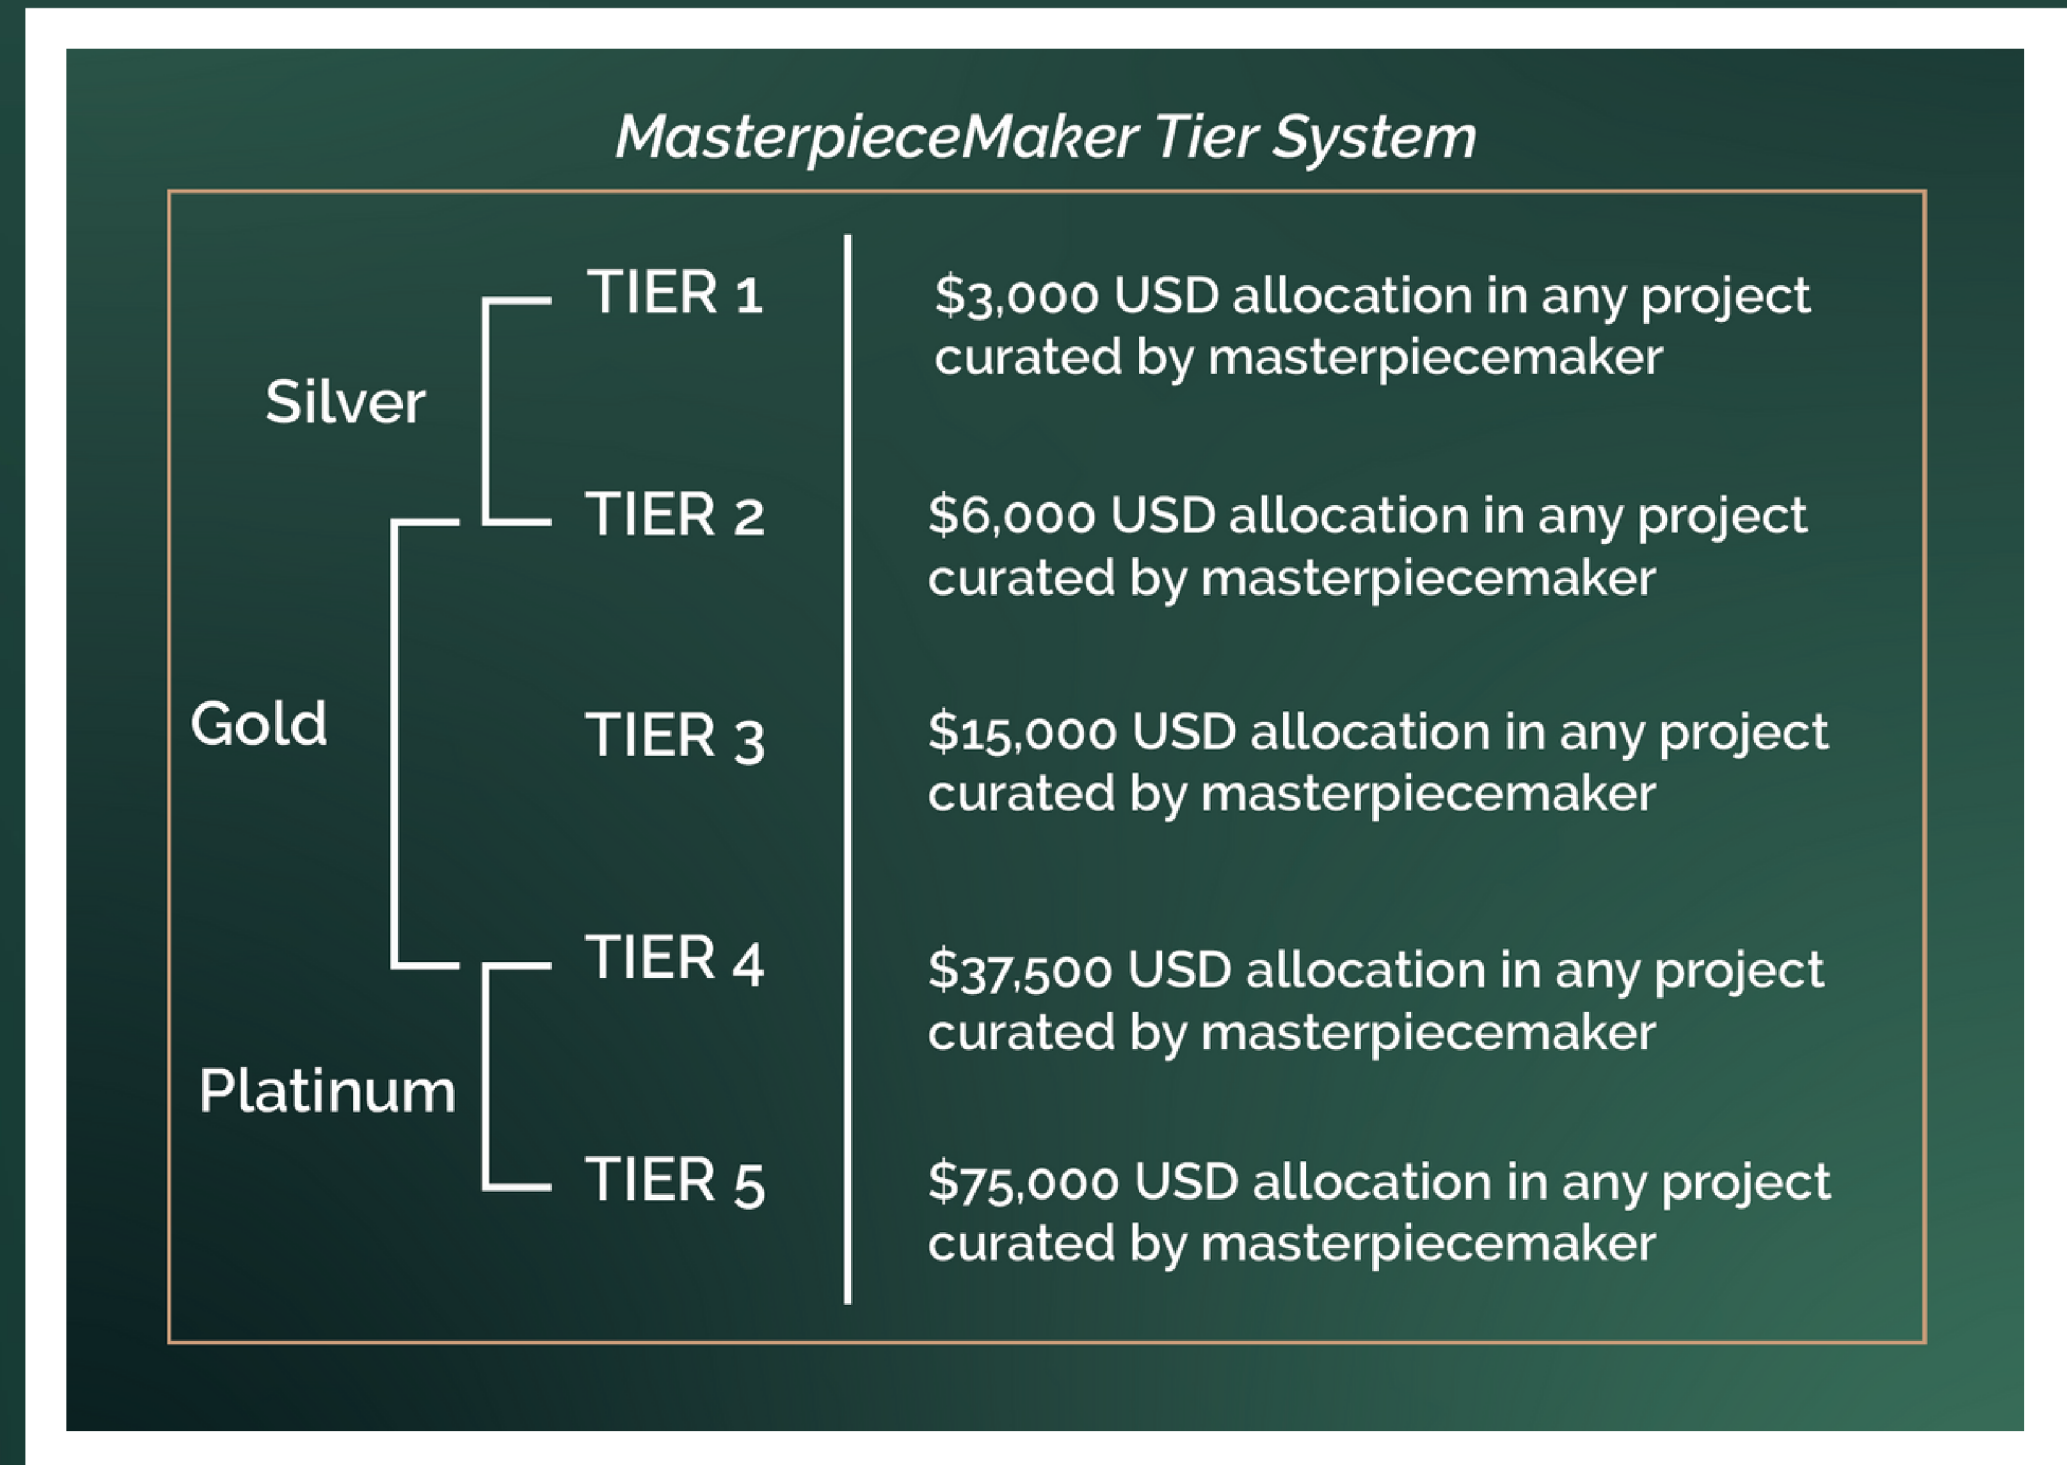 MasterpieceMaker Tier System
Silver
Gold
Platinum
TIER 1
$3,000 USD allocation in any project
curated by masterpiecemaker
TIER 2
$6,000 USD allocation in any project
curated by masterpiecemaker
TIER 3
$15,000 USD allocation in any project
curated by masterpiecemaker
TIER 4
$37,500 USD allocation in any project
curated by masterpiecemaker
TIER 5
$75,000 USD allocation in any project
curated by masterpiecemaker